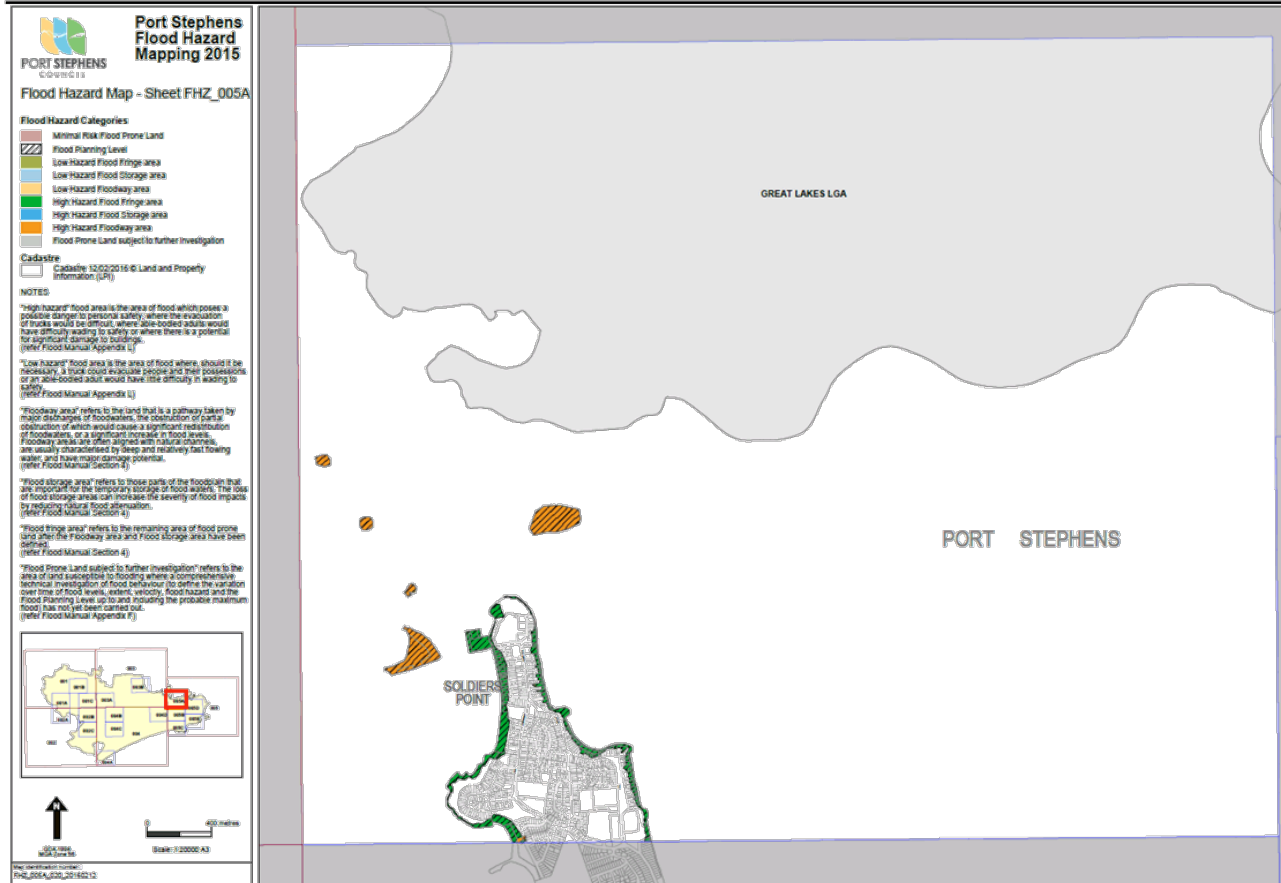 Port Stephens
Flood Hazard
Mapping 2015
PORT STEPHENS
COUNCIL
Flood Hazard Map - Sheet FHZ_005A
Flood Hazard Categories
Minimal Risk Flood Prone Land
Flood Planning Level
Low Hazard Flood Fringe area
Low Hazard Flood Storage area
Low Hazard Floodway area
High Hazard Flood Fringe area
High Hazard Flood Storage area
High Hazard Floodway area
Flood Prone Land subject to further investigation
Cadastre
Cadastre 12/02/2016 © Land and Property
Information (LPI)
NOTES
"High hazard" flood area is the area of flood which poses a
possible danger to personal safety, where the evacuation
of trucks would be difficult, where able-bodied adults would
have difficulty wading to safety or where there is a potential
for significant damage to buildings.
(refer Flood Manual Appendix L)
"Low hazard" flood area is the area of flood where, should it be
necessary, a truck could evacuate people and their possessions
or an able-bodied adult would have little difficulty in wading to
safety.
(refer Flood Manual Appendix L)
"Floodway area" refers to the land that is a pathway taken by
major discharges of floodwaters, the obstruction or partial
obstruction of which would cause a significant redistribution
of floodwaters, or a significant increase in flood levels.
Floodway areas are often aligned with natural channels,
are usually characterised by deep and relatively fast flowing
water, and have major damage potential.
(refer Flood Manual Section 4)
"Flood storage area" refers to those parts of the floodplain that
are important for the temporary storage of flood waters. The loss
of flood storage areas can increase the severity of flood impacts
by reducing natural flood attenuation.
(refer Flood Manual Section 4)
"Flood fringe area" refers to the remaining area of flood prone
land after the Floodway area and Flood storage area have been
defined.
(refer Flood Manual Section 4)
"Flood Prone Land subject to further investigation" refers to the
area of land susceptible to flooding where a comprehensive
technical investigation of flood behaviour (to define the variation
over time of flood levels, extent, velocity, flood hazard and the
Flood Planning Level up to and including the probable maximum
flood) has not yet been carried out.
(refer Flood Manual Appendix F)
N
GDA 1994
MGA Zone 56
0 400 metres
Scale: 1:20000 A3
Map identification number:
FHZ_005A_020_20160212
GREAT LAKES LGA
PORT STEPHENS
SOLDIERS
POINT